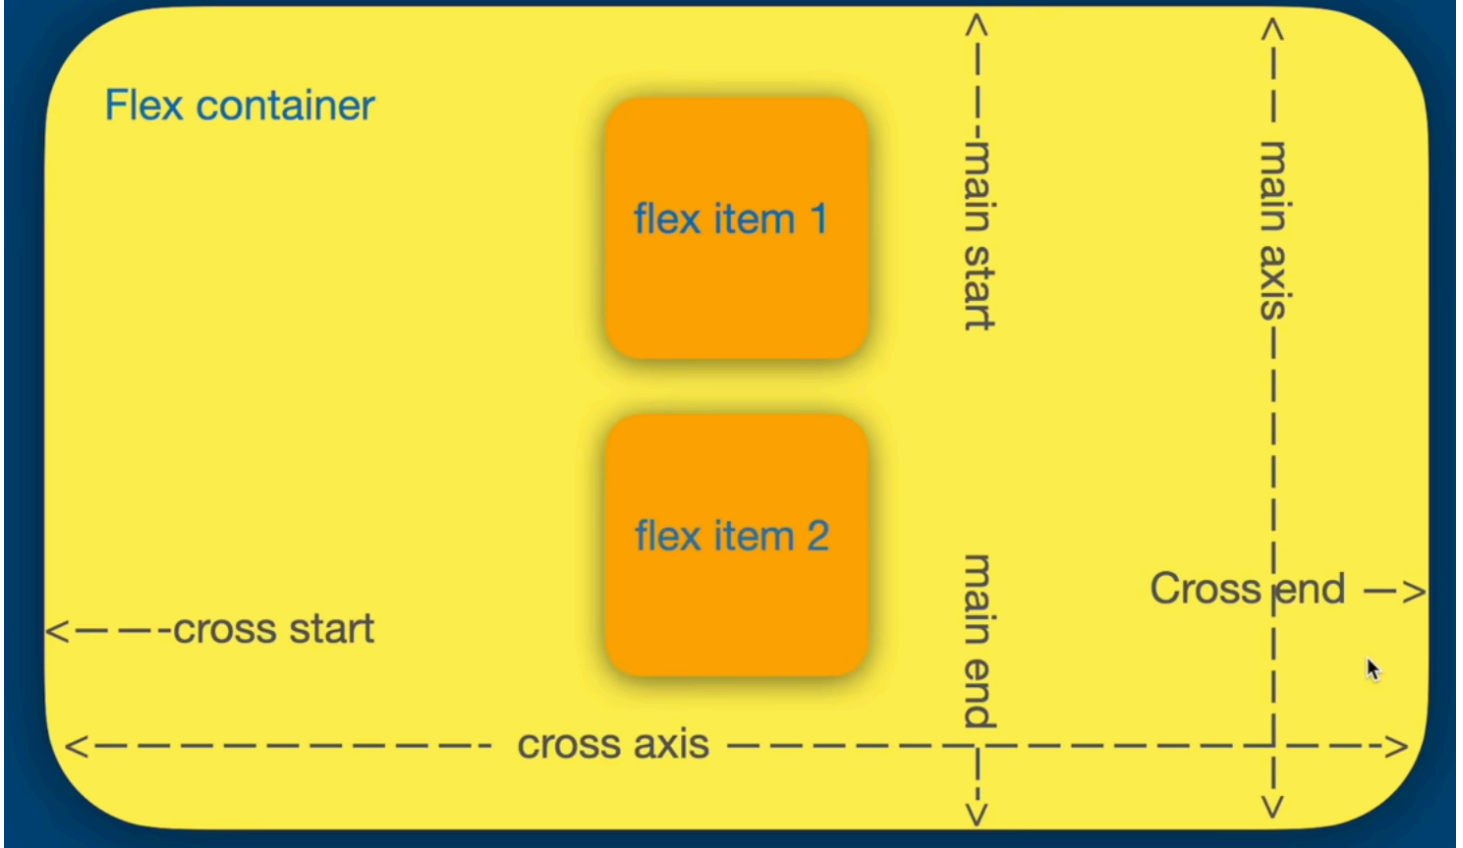 Flex container
flex item 1
main start
main axis
flex item 2
main end
Cross end
cross start
cross axis